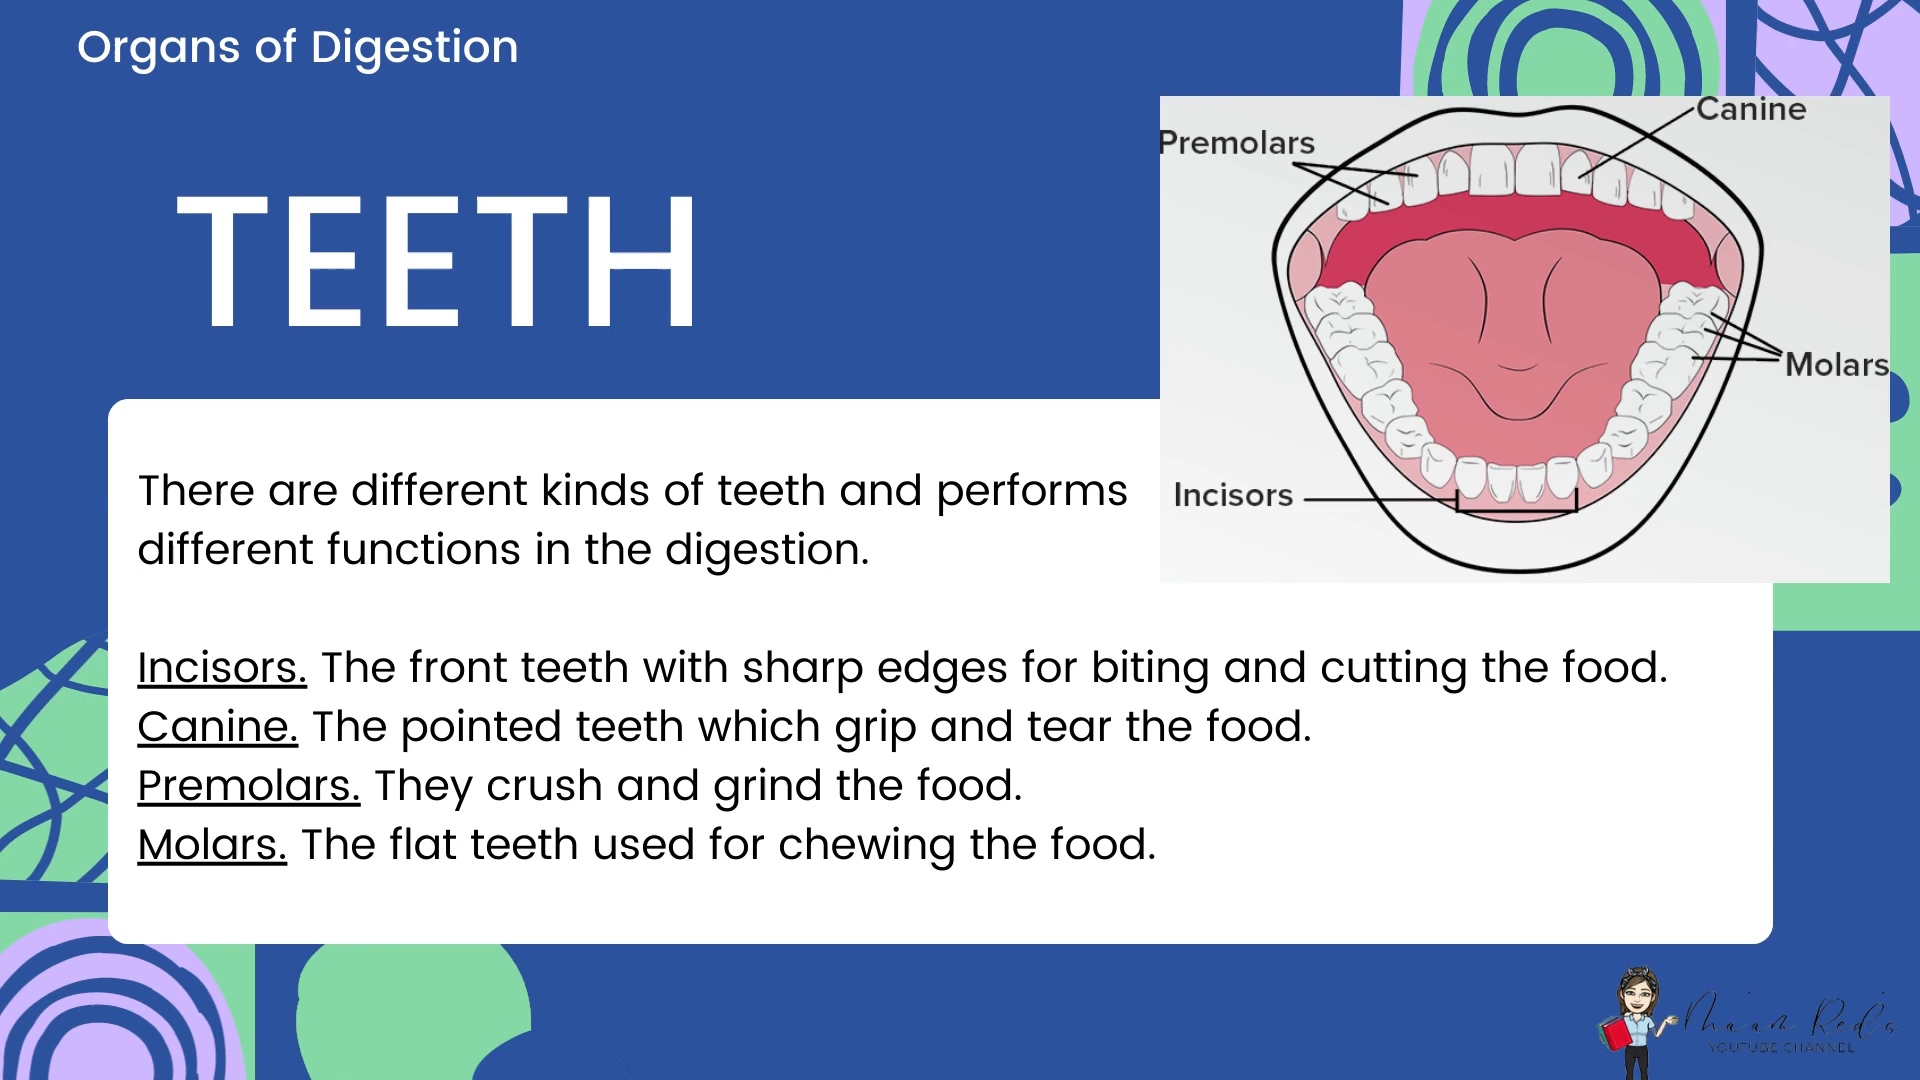 Organs of Digestion
TEETH
Canine
Premolars
Molars
Incisors
There are different kinds of teeth and performs
different functions in the digestion.
Incisors. The front teeth with sharp edges for biting and cutting the food.
Canine. The pointed teeth which grip and tear the food.
Premolars. They crush and grind the food.
Molars. The flat teeth used for chewing the food.
Ma'am Red's
YOUTUBE CHANNEL